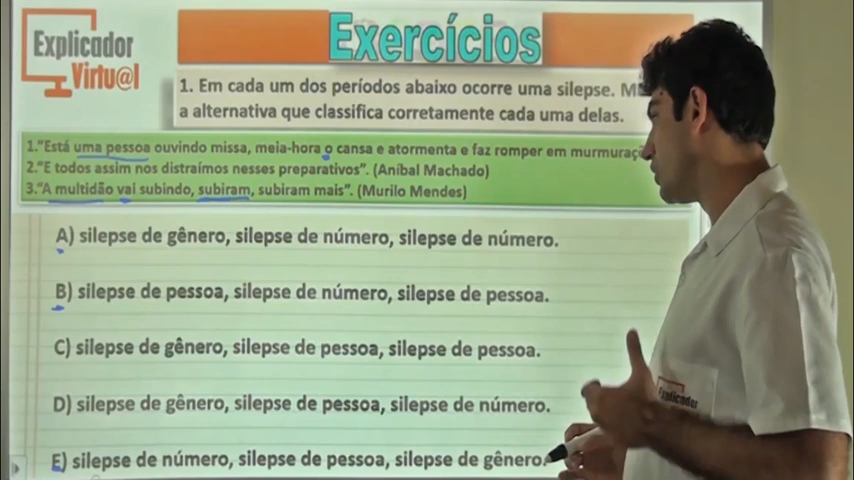 Explicador
Virtu@l
Exercícios
1. Em cada um dos períodos abaixo ocorre uma silepse.
a alternativa que classifica corretamente cada uma delas.
1."Está uma pessoa ouvindo missa, meia-hora o cansa e atormenta e faz romper em
2."E todos assim nos distraímos nesses preparativos". (Aníbal Machado)
3."A multidão vai subindo, subiram, subiram mais". (Murilo Mendes)
A) silepse de gênero, silepse de número, silepse de número.
B) silepse de pessoa, silepse de número, silepse de pessoa.
C) silepse de gênero, silepse de pessoa, silepse de pessoa.
D) silepse de gênero, silepse de pessoa, silepse de número.
E) silepse de número, silepse de pessoa, silepse de gênero.
Explicador